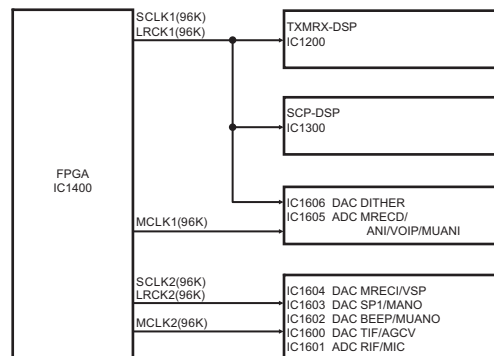 SCLK1(96K)
LRCK1(96K)
TXMRX-DSP
IC1200
SCP-DSP
IC1300
FPGA
IC1400
IC1606 DAC DITHER
IC1605 ADC MRECD/
ANI/VOIP/MUANI
MCLK1(96K)
SCLK2(96K)
LRCK2(96K)
MCLK2(96K)
IC1604 DAC MRECI/VSP
IC1603 DAC SP1/MANO
IC1602 DAC BEEP/MUANO
IC1600 DAC TIF/AGCV
IC1601 ADC RIF/MIC